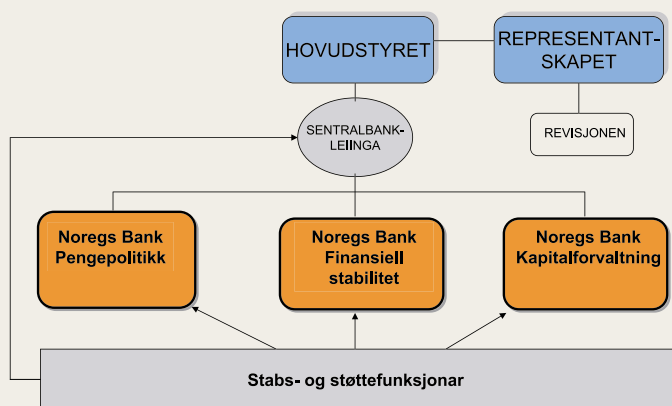 HOVUDSTYRET
REPRESENTANT-
SKAPET
SENTRALBANK-
LEIINGA
REVISJONEN
Noregs Bank
Pengepolitikk
Noregs Bank
Finansiell
stabilitet
Noregs Bank
Kapitalforvaltning
Stabs- og støttefunksjonar